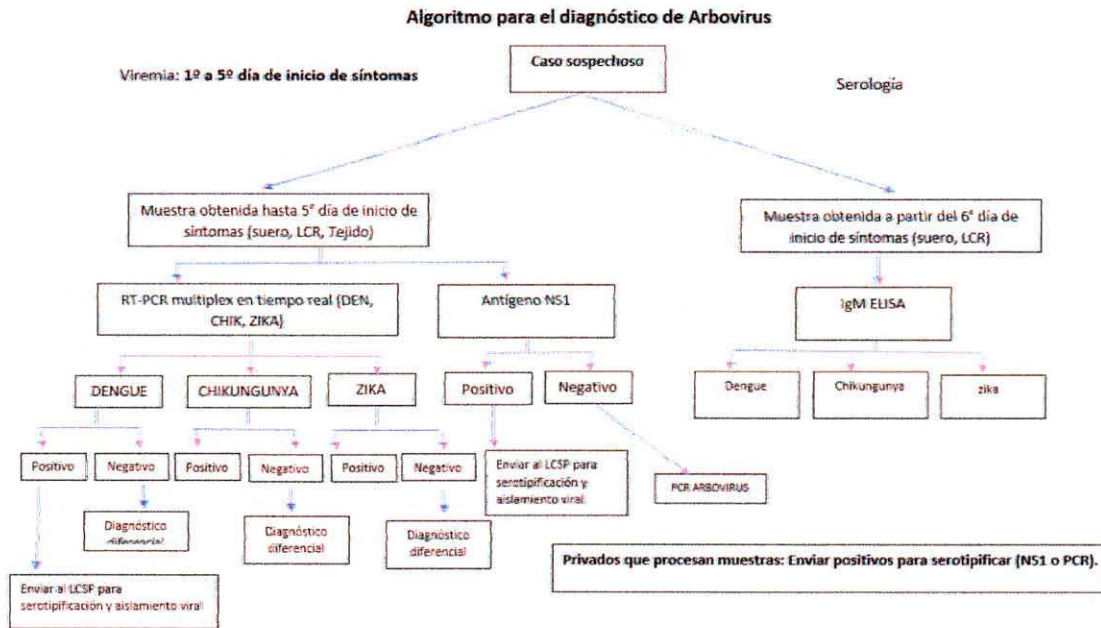 Algoritmo para el diagnóstico de Arbovirus
Caso sospechoso
Viremia: 1º a 5º día de inicio de síntomas
Serología
Muestra obtenida hasta 5° día de inicio de
síntomas (suero, LCR, Tejido)
Muestra obtenida a partir del 6° día de
inicio de síntomas (suero, LCR)
RT-PCR multiplex en tiempo real (DEN,
CHIK, ZIKA)
Antígeno NS1
IgM ELISA
DENGUE
CHIKUNGUNYA
ZIKA
Positivo
Negativo
Dengue
Chikungunya
zika
Positivo
Negativo
Positivo
Negativo
Positivo
Negativo
Enviar al LCSP para
serotipificación y
aislamiento viral
PCR ARBOVIRUS
Diagnóstico
diferencial
Diagnóstico
diferencial
Diagnóstico
diferencial
Privados que procesan muestras: Enviar positivos para serotipificar (NS1 o PCR).
Enviar al LCSP para
serotipificación y aislamiento viral